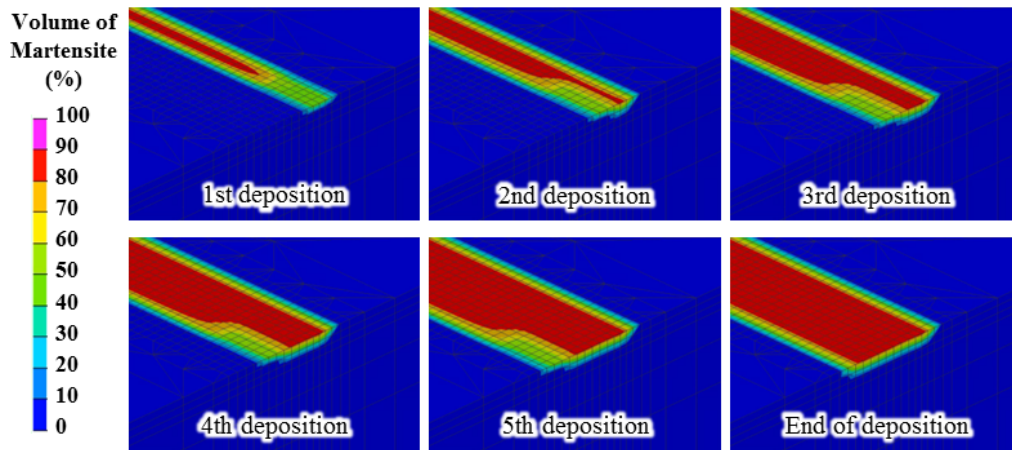 Volume of
Martensite
(%)
100
90
80
70
60
50
40
30
20
10
0
1st deposition
2nd deposition
3rd deposition
4th deposition
5th deposition
End of deposition